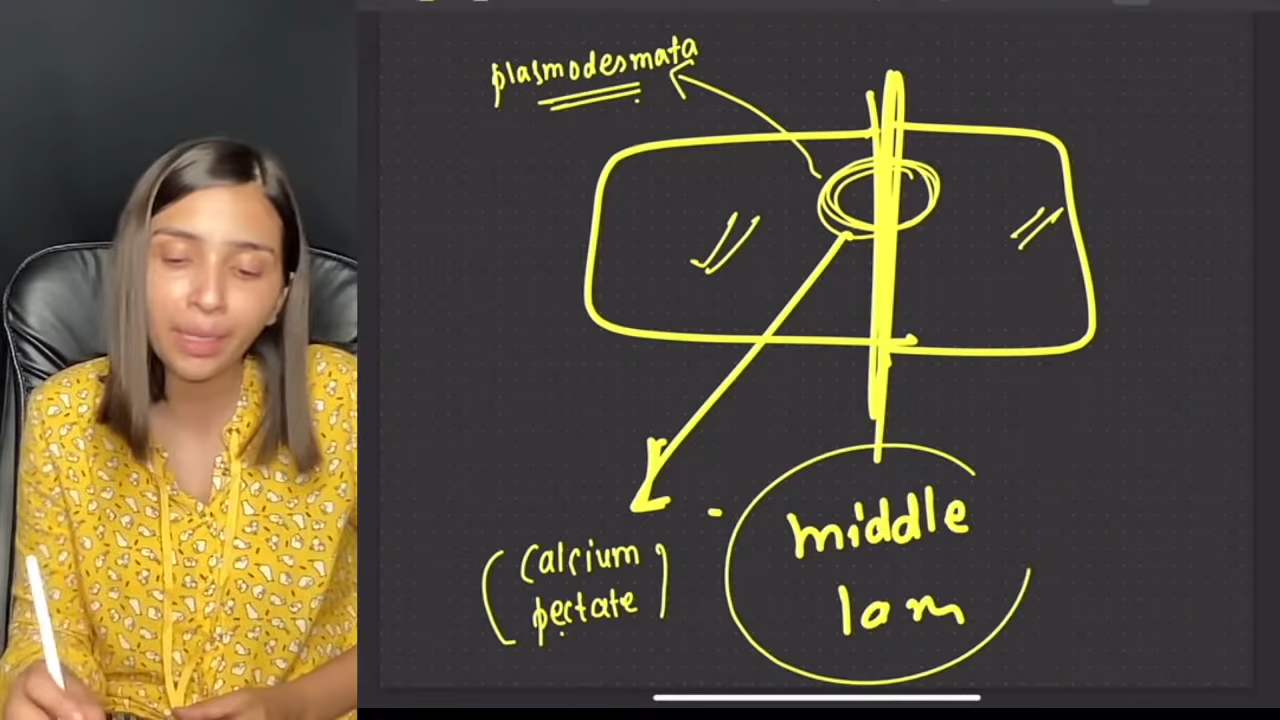 plasmodesmata
(calcium
pectate)
middle
lam